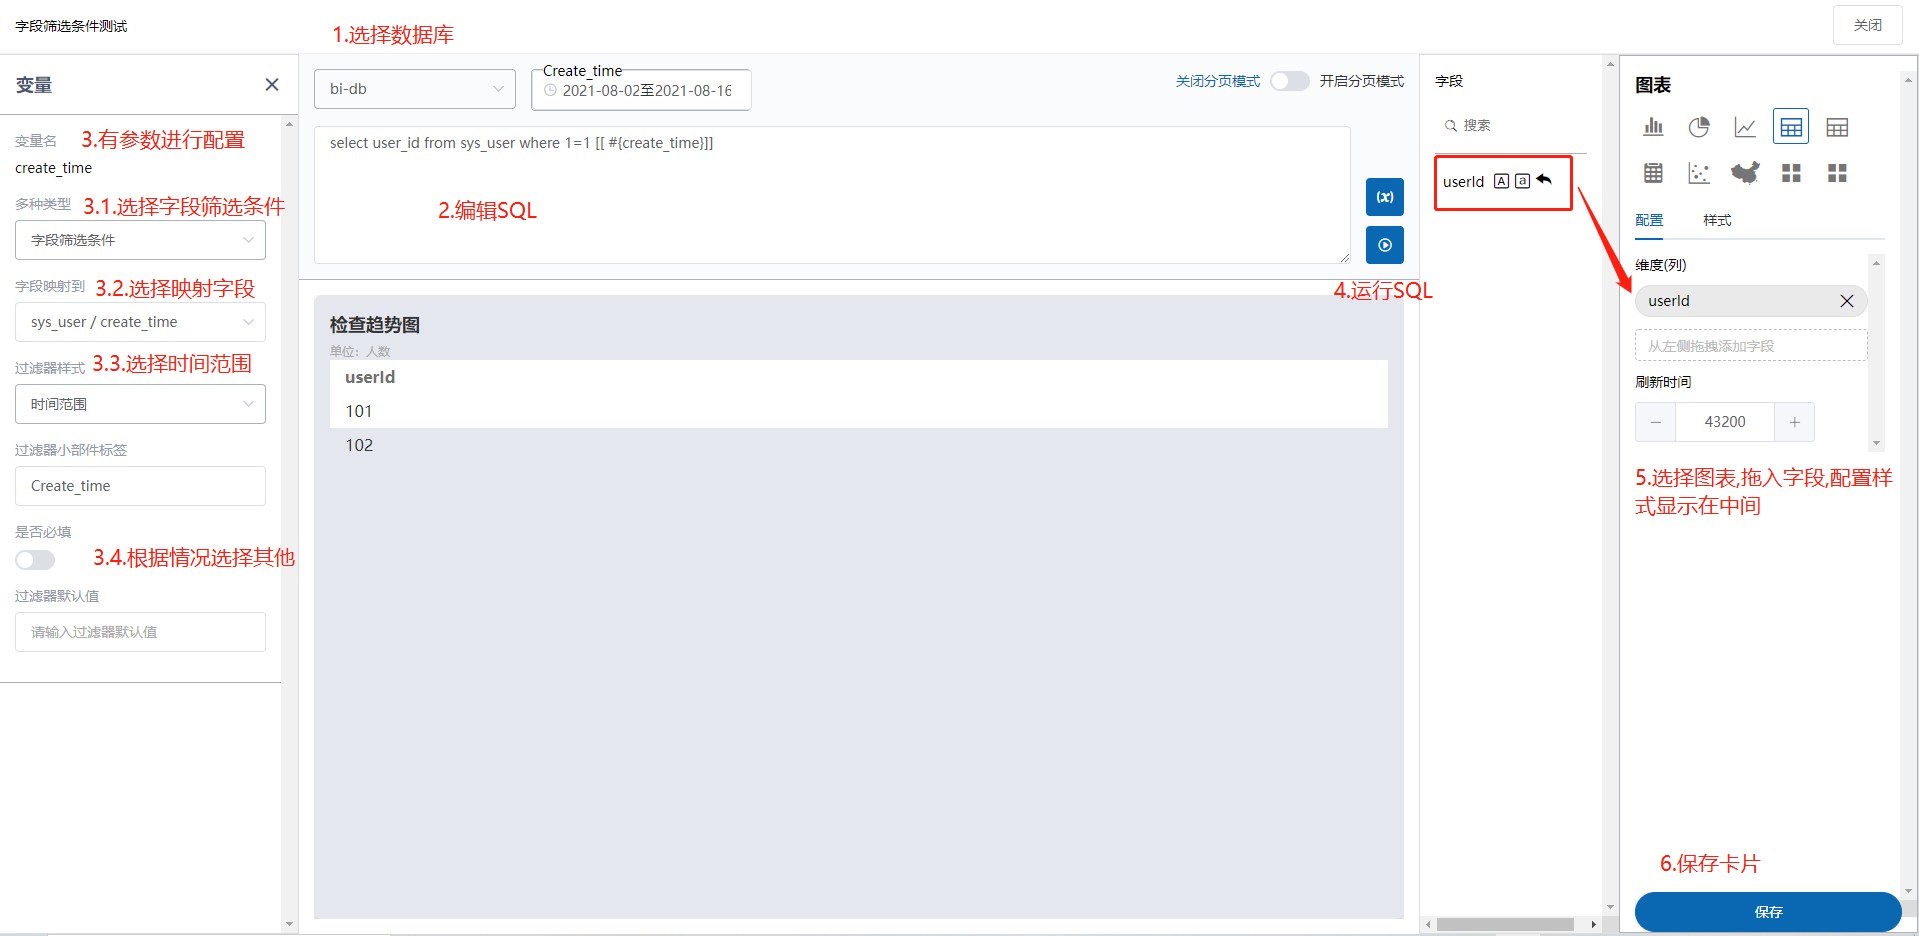 字段筛选条件测试
1.选择数据库
关闭
变量
变量名
3.有参数进行配置
create_time
多种类型
3.1.选择字段筛选条件
字段筛选条件
字段映射到
3.2.选择映射字段
sys_user / create_time
过滤器样式
3.3.选择时间范围
时间范围
过滤器小部件标签
Create_time
是否必填
3.4.根据情况选择其他
过滤器默认值
请输入过滤器默认值
bi-db
Create_time
2021-08-02至2021-08-16
关闭分页模式
开启分页模式
select user_id from sys_user where 1=1 [[ #{create_time}]]
2.编辑SQL
(x)
4.运行SQL
检查趋势图
单位: 人数
userId
101
102
字段
搜索
userId A a
图表
配置
样式
维度(列)
userId
从左侧拖拽添加字段
刷新时间
43200
5.选择图表,拖入字段,配置样
式显示在中间
6.保存卡片
保存